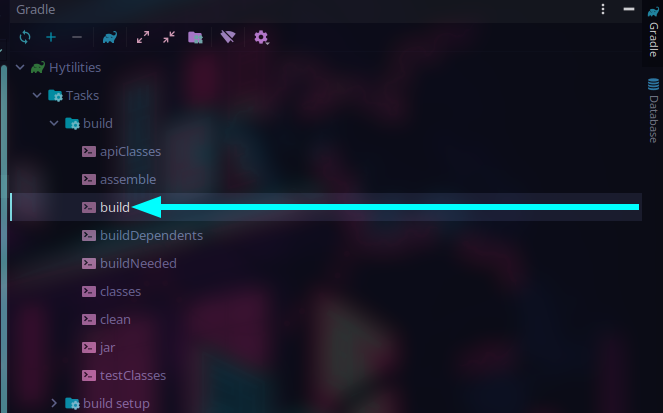 Gradle
Hytilities
Tasks
build
apiClasses
assemble
build
buildDependents
buildNeeded
classes
clean
jar
testClasses
build setup
Gradle
Database